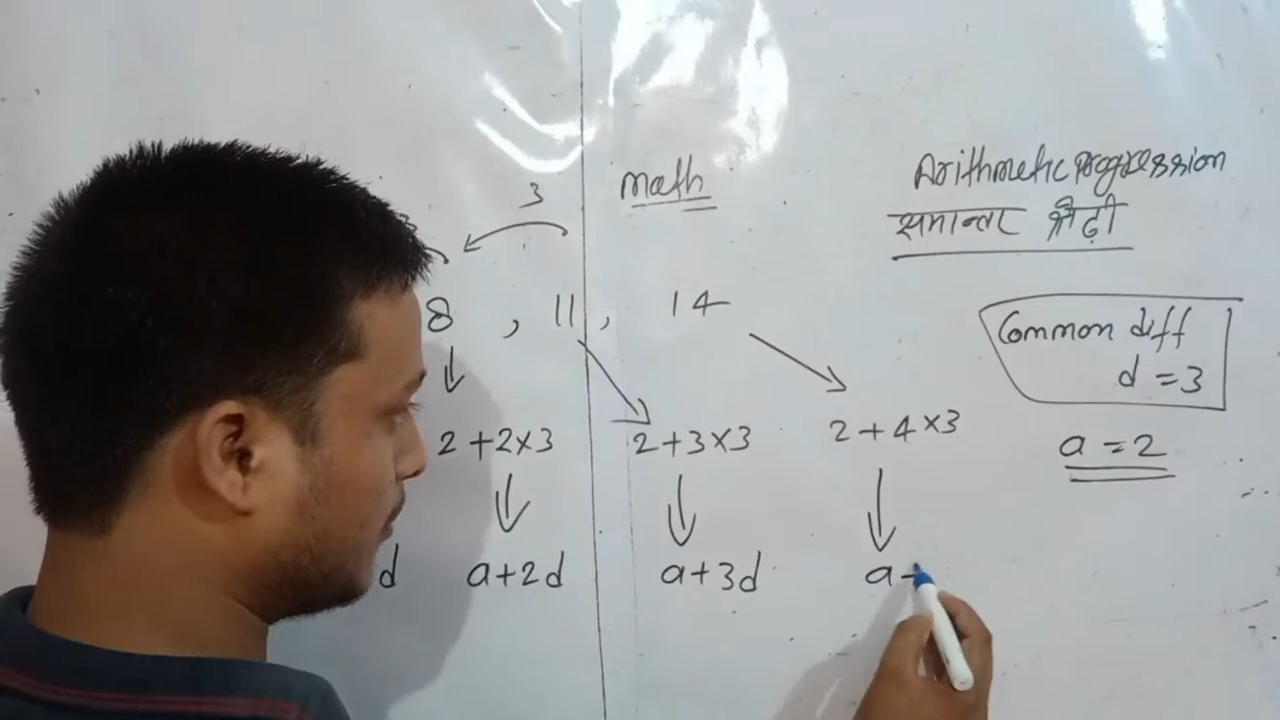 math
Arithmetic progression
समान्तर श्रेढ़ी
3
8 , 11 , 14
Common diff
d = 3
2 + 2 × 3
2 + 3 × 3
2 + 4 × 3
a = 2
d
a + 2d
a + 3d
a +